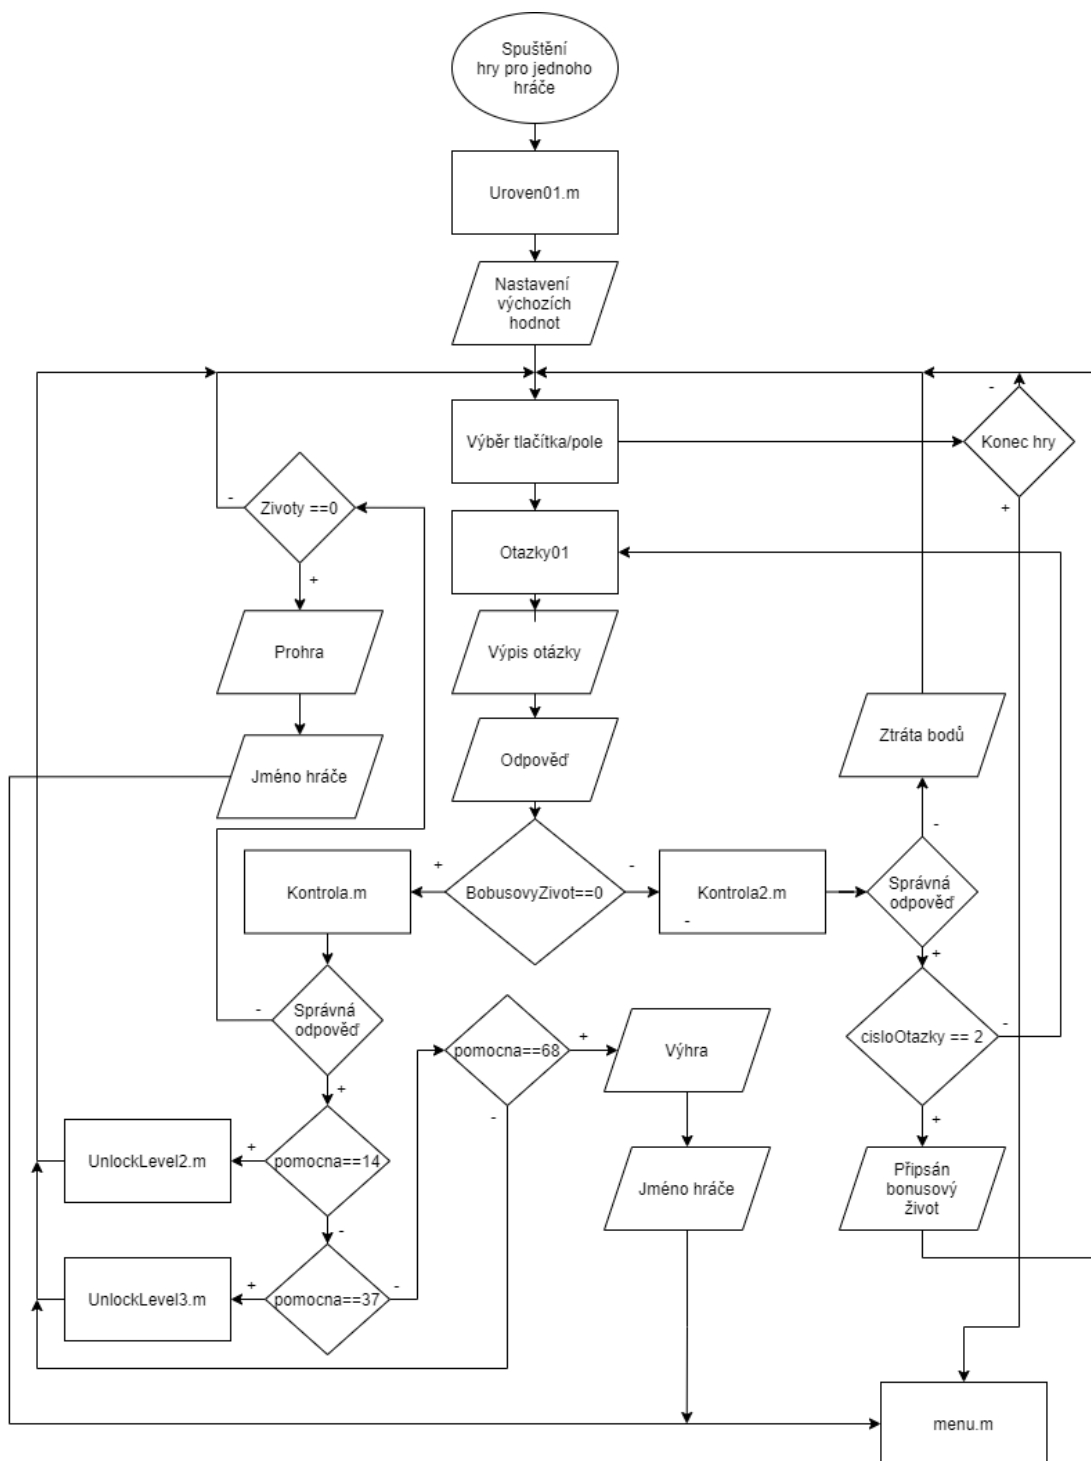 Spuštění
hry pro jednoho
hráče
Uroven01.m
Nastavení
výchozích
hodnot
Výběr tlačítka/pole
-
Konec hry
+
-
Zivoty ==0
+
Otazky01
Prohra
Výpis otázky
Jméno hráče
Odpověď
Ztráta bodů
-
+
BobusovyZivot==0
-
Kontrola.m
Kontrola2.m
-
Správná
odpověď
+
-
Správná
odpověď
+
pomocna==68
+
-
Výhra
cisloOtazky == 2
-
+
UnlockLevel2.m
+
pomocna==14
-
Jméno hráče
Připsán
bonusový
život
UnlockLevel3.m
+
pomocna==37
-
menu.m